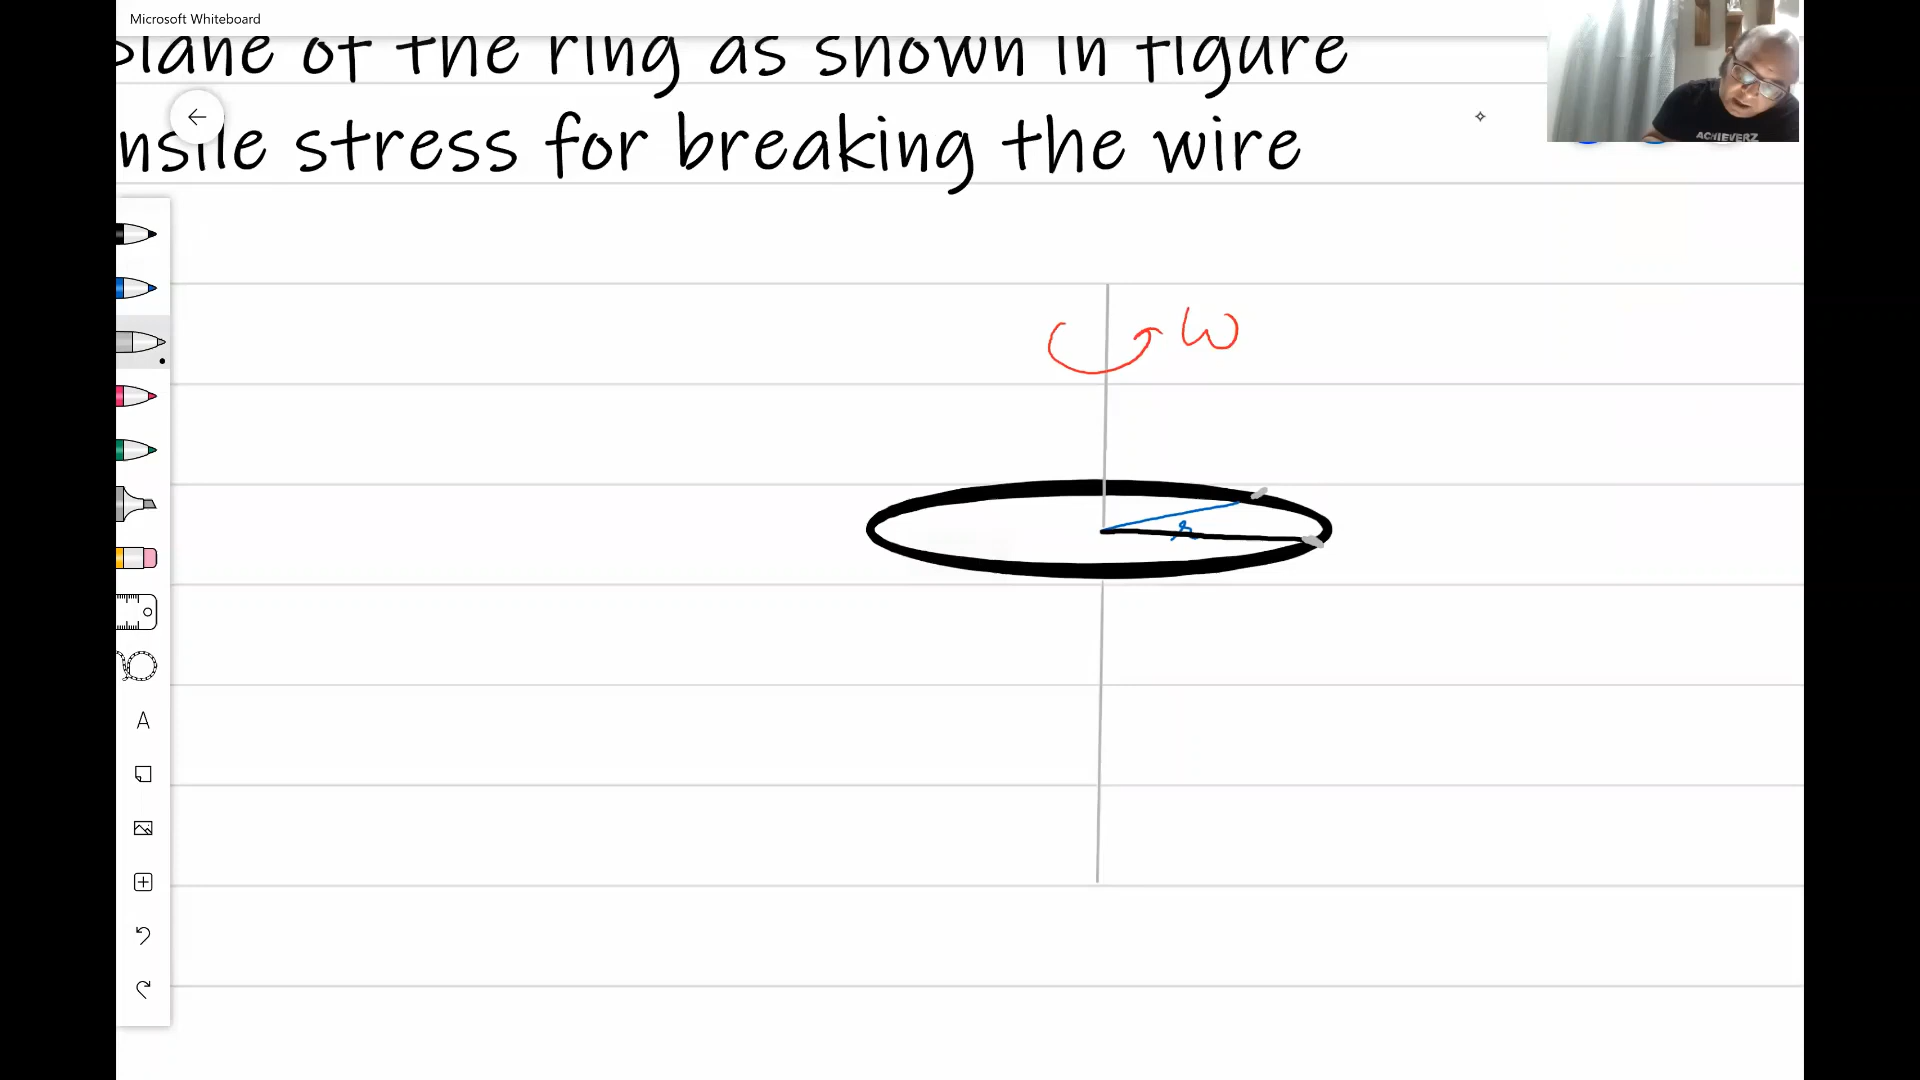 Microsoft Whiteboard
plane of the ring as shown in figure
nsile stress for breaking the wire
ACHIEVERZ
ω
r
A